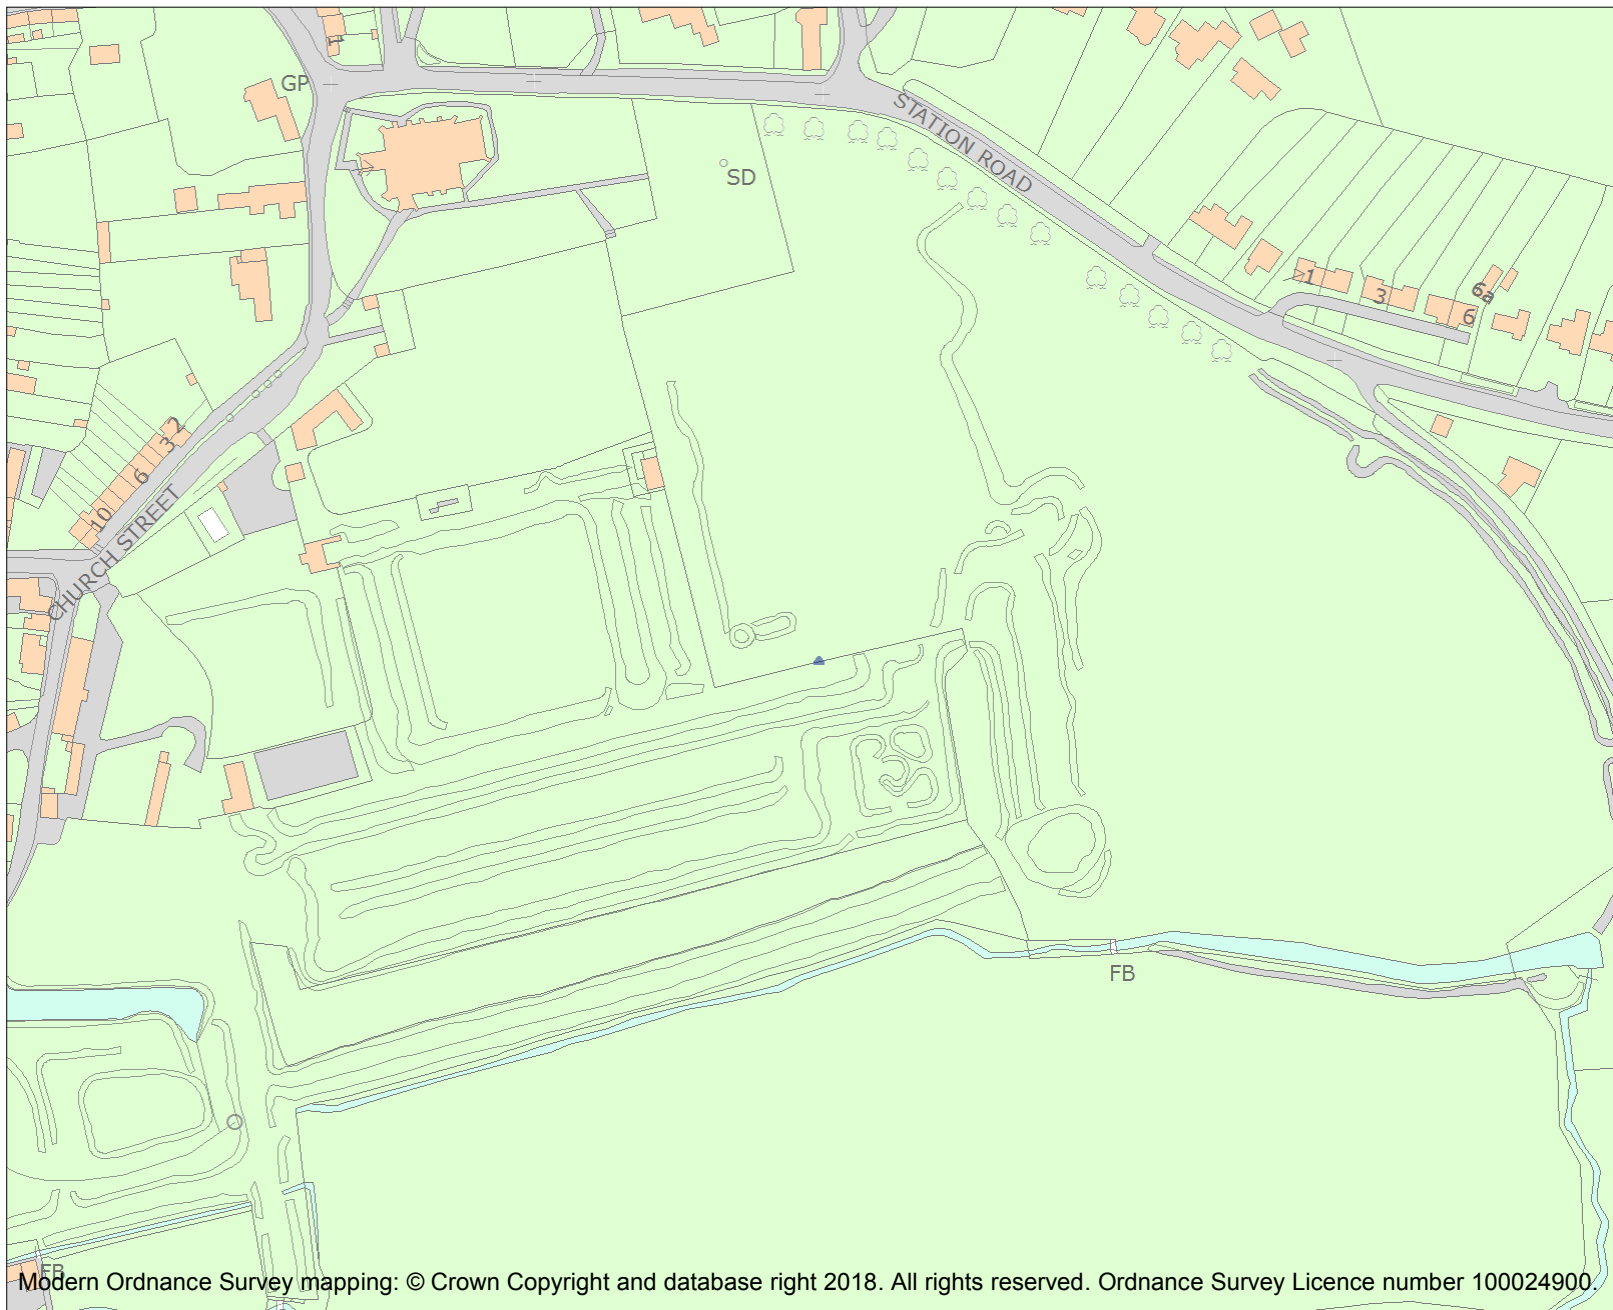 1
GP
STATION ROAD
SD
1
3
6a
6
2
3
6
10
CHURCH STREET
FB
FB
Modern Ordnance Survey mapping: © Crown Copyright and database right 2018. All rights reserved. Ordnance Survey Licence number 100024900.